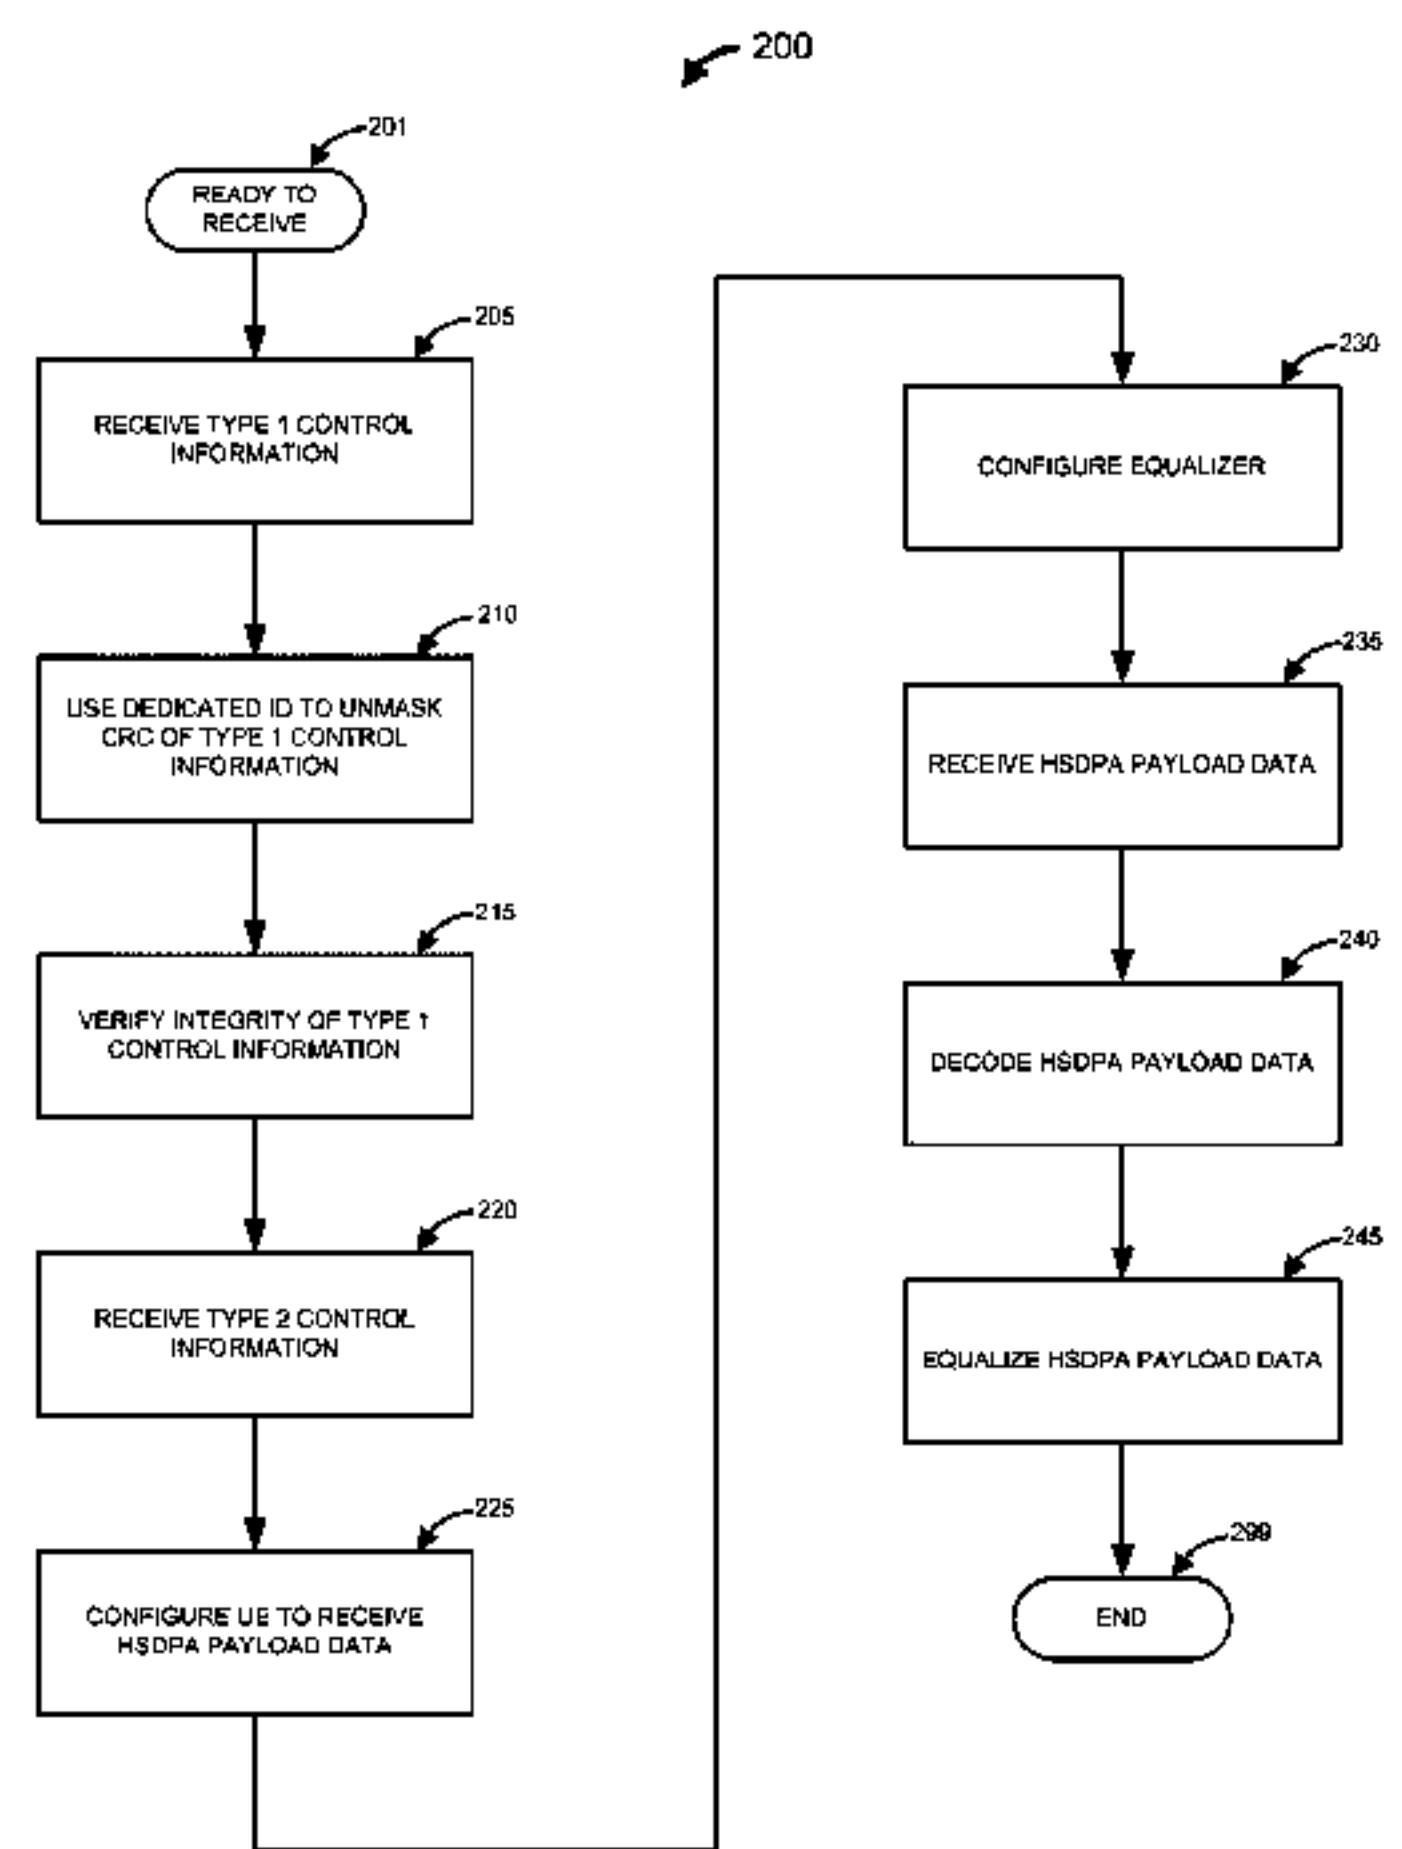 200
201
READY TO
RECEIVE
205
RECEIVE TYPE 1 CONTROL
INFORMATION
210
USE DEDICATED ID TO UNMASK
CRC OF TYPE 1 CONTROL
INFORMATION
215
VERIFY INTEGRITY OF TYPE 1
CONTROL INFORMATION
220
RECEIVE TYPE 2 CONTROL
INFORMATION
225
CONFIGURE UE TO RECEIVE
HSDPA PAYLOAD DATA
230
CONFIGURE EQUALIZER
235
RECEIVE HSDPA PAYLOAD DATA
240
DECODE HSDPA PAYLOAD DATA
245
EQUALIZE HSDPA PAYLOAD DATA
299
END